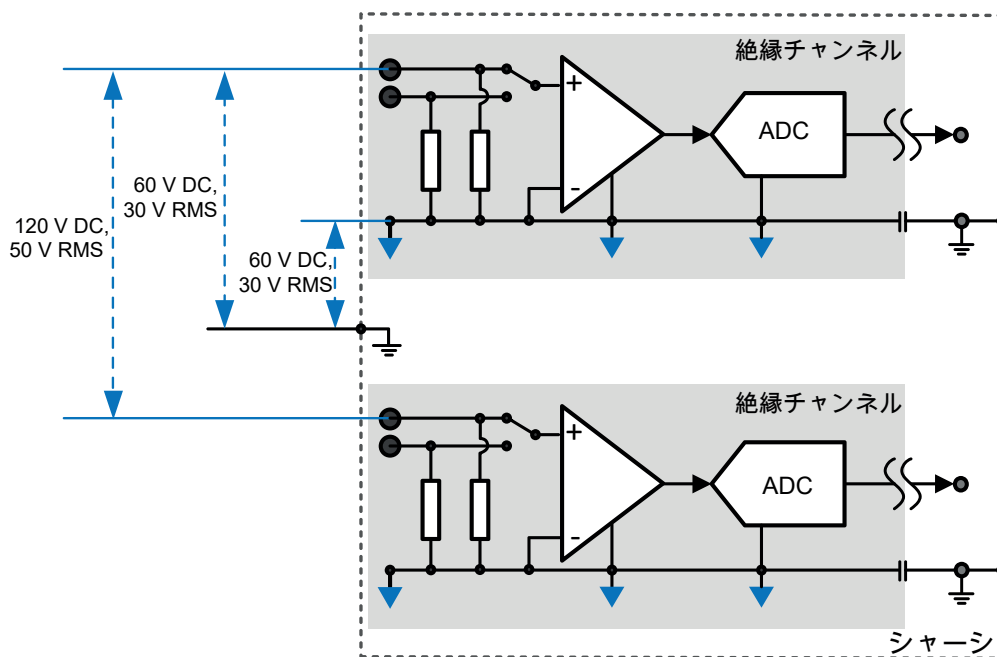 絶縁チャンネル
+
-
ADC
60 V DC,
30 V RMS
120 V DC,
50 V RMS
60 V DC,
30 V RMS
絶縁チャンネル
+
-
ADC
シャーシ